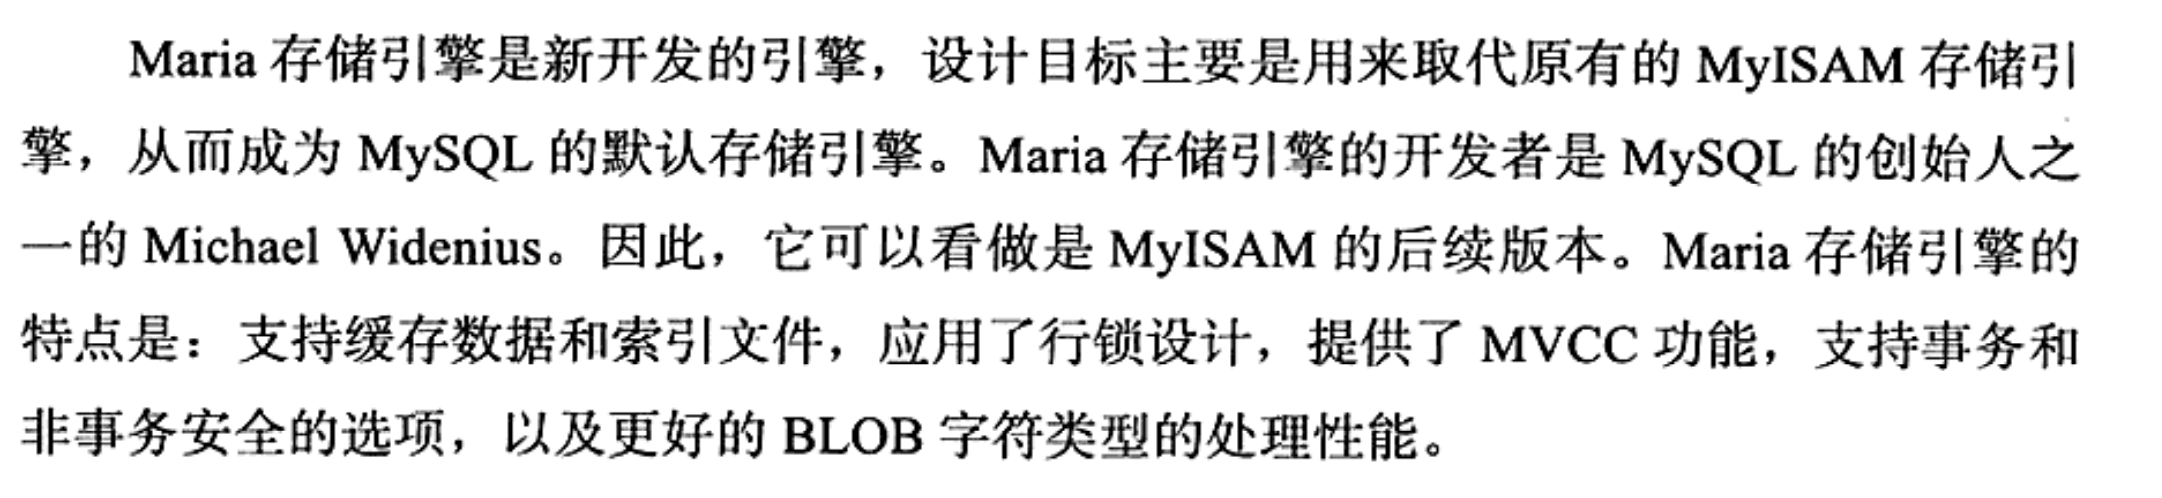 Maria 存储引擎是新开发的引擎，设计目标主要是用来取代原有的 MyISAM 存储引
擎，从而成为 MySQL 的默认存储引擎。Maria 存储引擎的开发者是 MySQL 的创始人之
一的 Michael Widenius。因此，它可以看做是 MyISAM 的后续版本。Maria 存储引擎的
特点是：支持缓存数据和索引文件，应用了行锁设计，提供了 MVCC 功能，支持事务和
非事务安全的选项，以及更好的 BLOB 字符类型的处理性能。